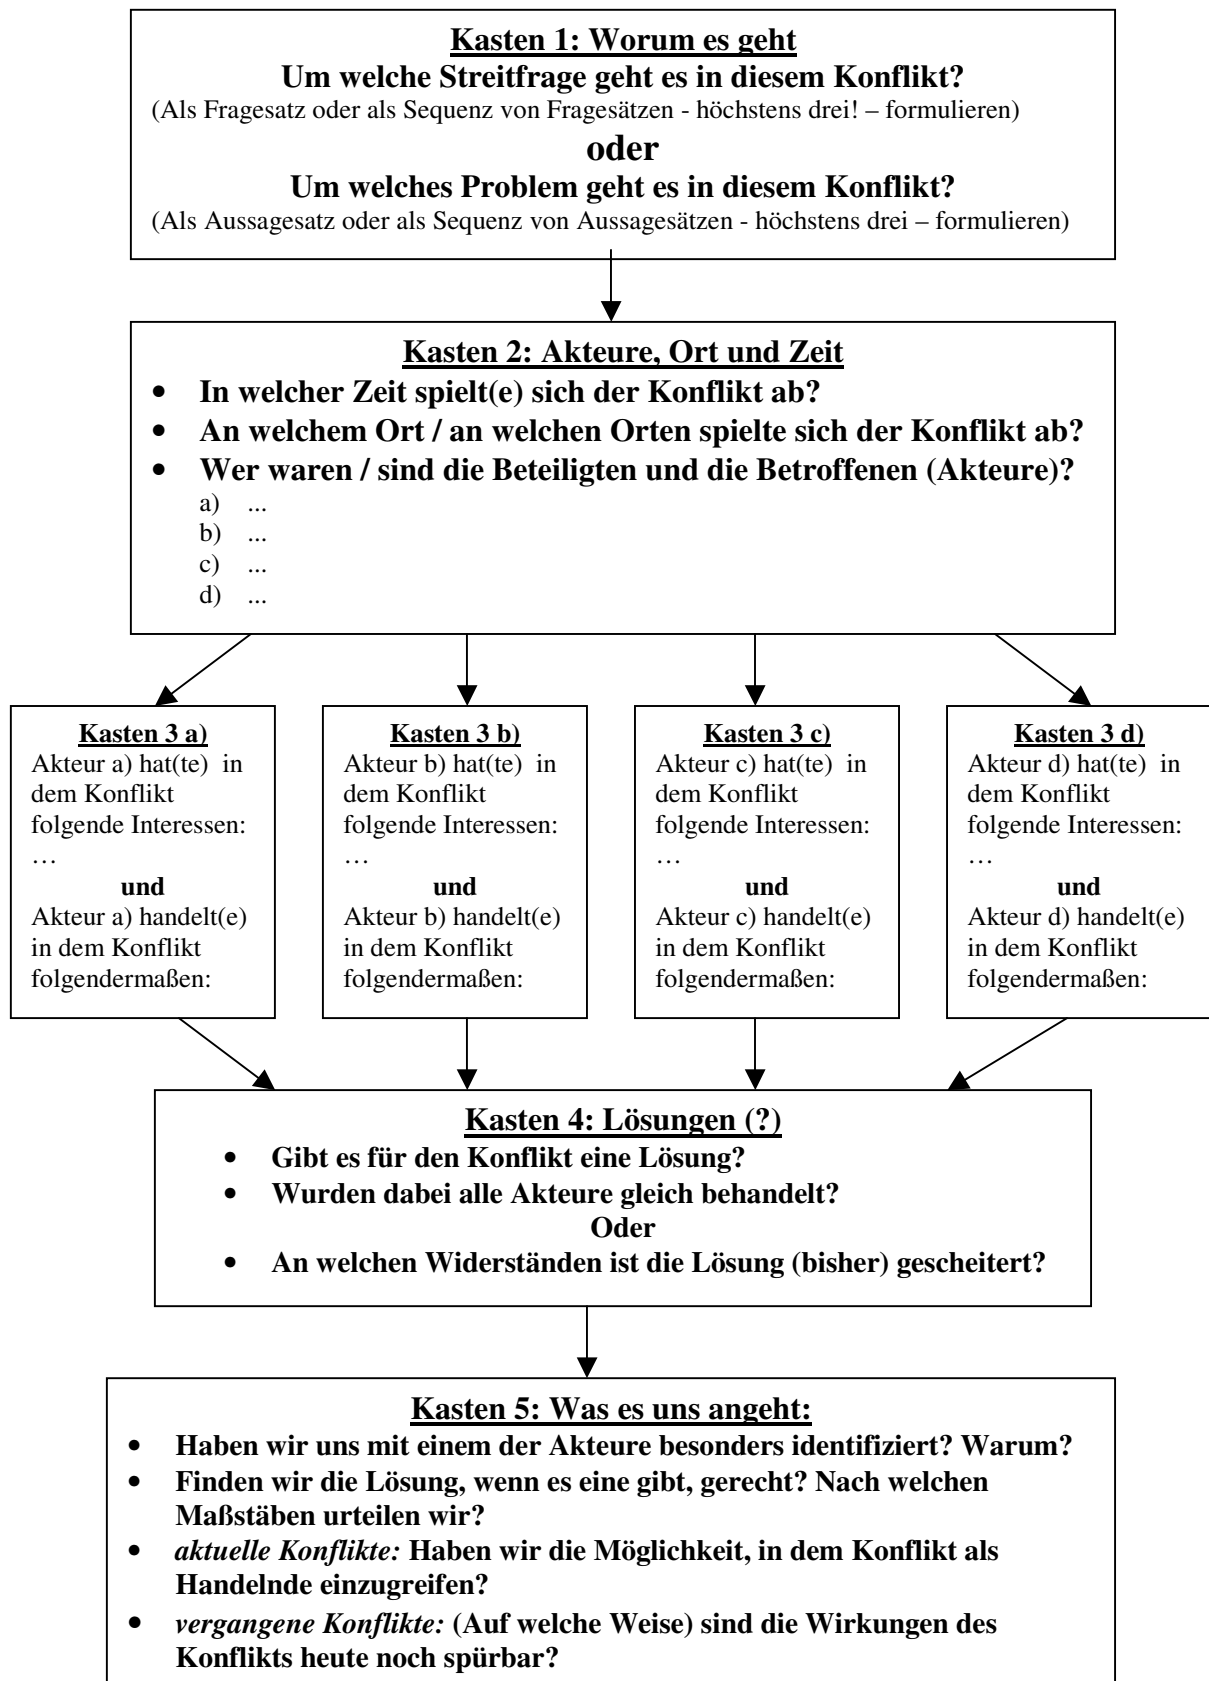 Kasten 1: Worum es geht
Um welche Streitfrage geht es in diesem Konflikt?
(Als Fragesatz oder als Sequenz von Fragesätzen - höchstens drei! – formulieren)
oder
Um welches Problem geht es in diesem Konflikt?
(Als Aussagesatz oder als Sequenz von Aussagesätzen - höchstens drei – formulieren)
Kasten 2: Akteure, Ort und Zeit
• In welcher Zeit spielt(e) sich der Konflikt ab?
• An welchem Ort / an welchen Orten spielte sich der Konflikt ab?
• Wer waren / sind die Beteiligten und die Betroffenen (Akteure)?
a) ...
b) ...
c) ...
d) ...
Kasten 3 a)
Akteur a) hat(te) in
dem Konflikt
folgende Interessen:
…
und
Akteur a) handelt(e)
in dem Konflikt
folgendermaßen:
Kasten 3 b)
Akteur b) hat(te) in
dem Konflikt
folgende Interessen:
…
und
Akteur b) handelt(e)
in dem Konflikt
folgendermaßen:
Kasten 3 c)
Akteur c) hat(te) in
dem Konflikt
folgende Interessen:
…
und
Akteur c) handelt(e)
in dem Konflikt
folgendermaßen:
Kasten 3 d)
Akteur d) hat(te) in
dem Konflikt
folgende Interessen:
…
und
Akteur d) handelt(e)
in dem Konflikt
folgendermaßen:
Kasten 4: Lösungen (?)
• Gibt es für den Konflikt eine Lösung?
• Wurden dabei alle Akteure gleich behandelt?
Oder
• An welchen Widerständen ist die Lösung (bisher) gescheitert?
Kasten 5: Was es uns angeht:
• Haben wir uns mit einem der Akteure besonders identifiziert? Warum?
• Finden wir die Lösung, wenn es eine gibt, gerecht? Nach welchen
Maßstäben urteilen wir?
• aktuelle Konflikte: Haben wir die Möglichkeit, in dem Konflikt als
Handelnde einzugreifen?
• vergangene Konflikte: (Auf welche Weise) sind die Wirkungen des
Konflikts heute noch spürbar?